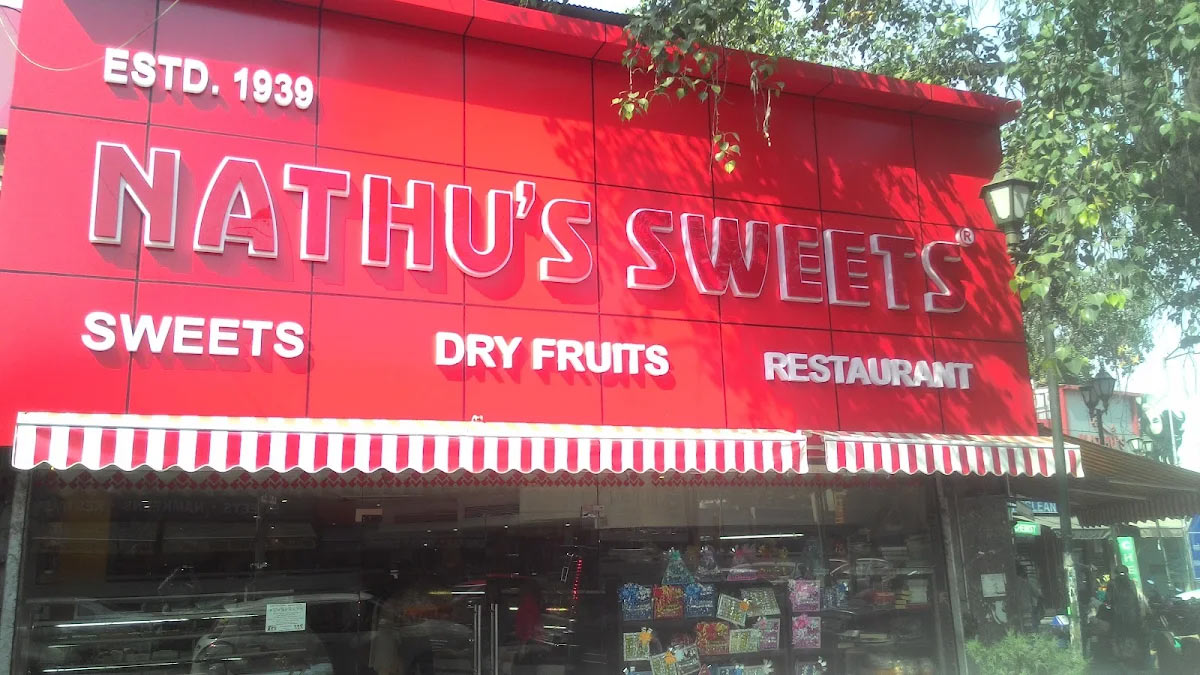 ESTD. 1939
NATHU'S SWEETS®
SWEETS DRY FRUITS RESTAURANT